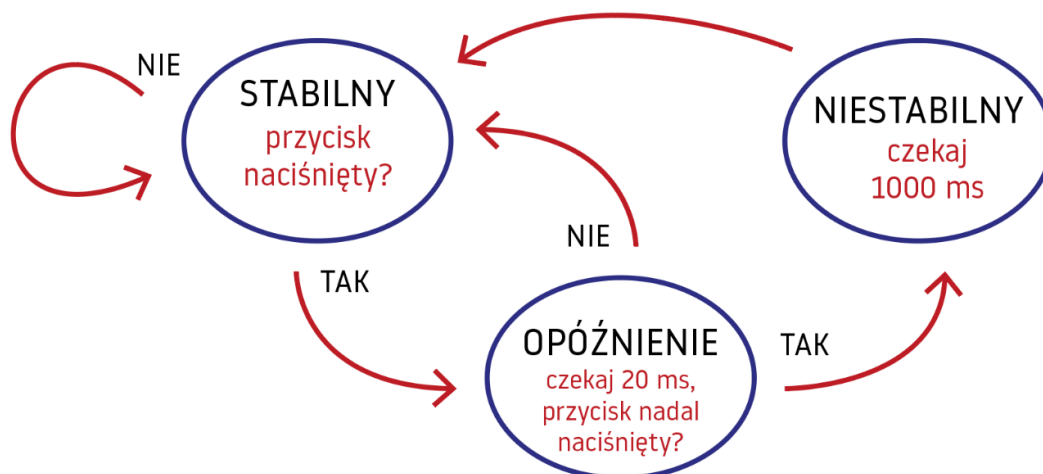 NIE
STABILNY
przycisk
naciśnięty?
NIESTABILNY
czekaj
1000 ms
NIE
TAK
OPÓŹNIENIE
czekaj 20 ms,
przycisk nadal
naciśnięty?
TAK